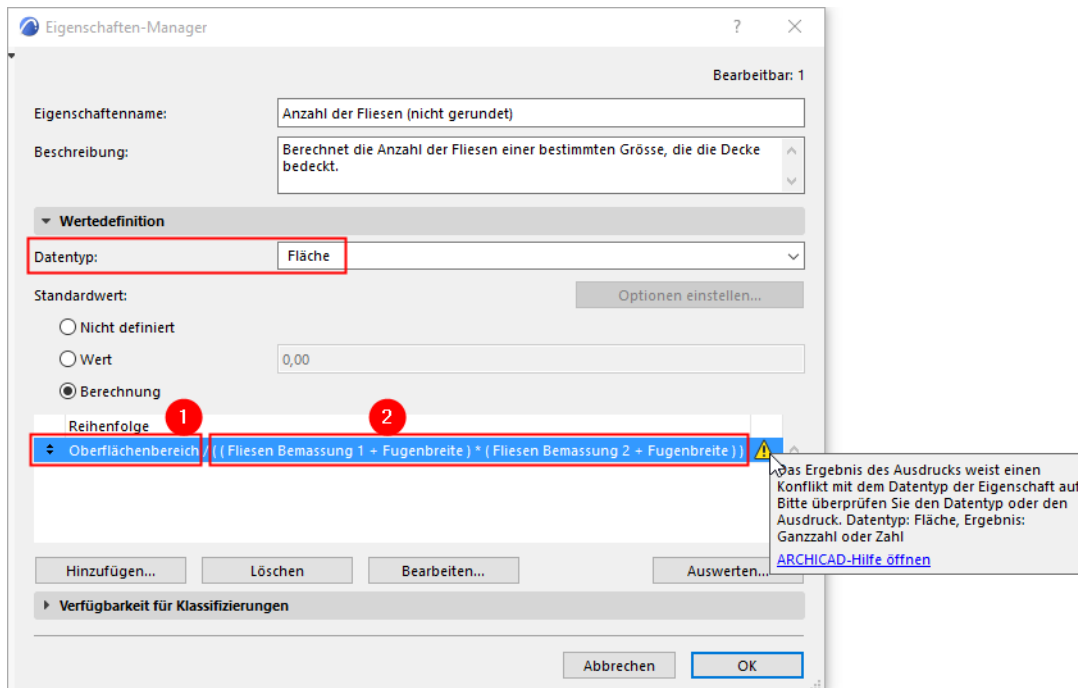 Eigenschaften-Manager
?
Bearbeitbar: 1
Eigenschaftenname:
Anzahl der Fliesen (nicht gerundet)
Beschreibung:
Berechnet die Anzahl der Fliesen einer bestimmten Grösse, die die Decke
bedeckt.
Wertedefinition
Datentyp:
Fläche
Standardwert:
Optionen einstellen...
Nicht definiert
Wert
0,00
Berechnung
1
2
Reihenfolge
Oberflächenbereich / ( ( Fliesen Bemassung 1 + Fugenbreite ) * ( Fliesen Bemassung 2 + Fugenbreite ) )
Das Ergebnis des Ausdrucks weist einen
Konflikt mit dem Datentyp der Eigenschaft auf
Bitte überprüfen Sie den Datentyp oder den
Ausdruck. Datentyp: Fläche, Ergebnis:
Ganzzahl oder Zahl
ARCHICAD-Hilfe öffnen
Hinzufügen...
Löschen
Bearbeiten...
Auswerten...
Verfügbarkeit für Klassifizierungen
Abbrechen
OK